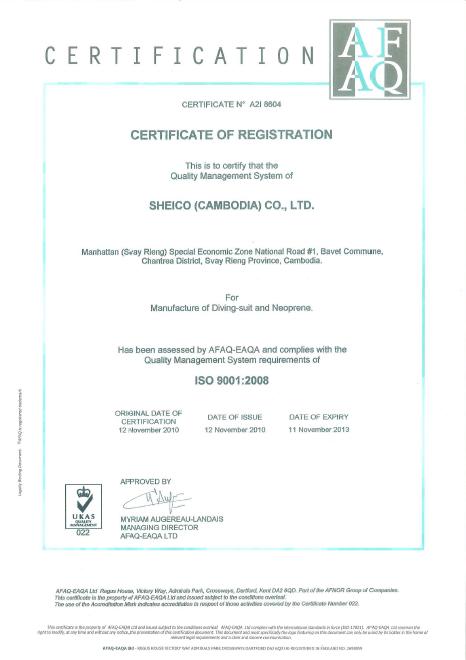 CERTIFICATION
AF
AQ
CERTIFICATE N° A2I 8604
CERTIFICATE OF REGISTRATION
This is to certify that the
Quality Management System of
SHEICO (CAMBODIA) CO., LTD.
Manhattan (Svay Rieng) Special Economic Zone National Road #1, Bavet Commune,
Chantrea District, Svay Rieng Province, Cambodia.
For
Manufacture of Diving-suit and Neoprene.
Has been assessed by AFAQ-EAQA and complies with the
Quality Management System requirements of
ISO 9001:2008
ORIGINAL DATE OF
CERTIFICATION
12 November 2010
DATE OF ISSUE
12 November 2010
DATE OF EXPIRY
11 November 2013
APPROVED BY
MYRIAM AUGEREAU-LANDAIS
MANAGING DIRECTOR
AFAQ-EAQA LTD
UKAS
QUALITY
MANAGEMENT
022
AFAQ-EAQA Ltd Regus House, Victory Way, Admirals Park, Crossways, Dartford, Kent DA2 6QD. Part of the AFNOR Group of Companies.
This certificate is the property of AFAQ-EAQA Ltd and issued subject to the conditions overleaf.
The use of the Accreditation Mark indicates accreditation in respect of those activities covered by the Certificate Number 022.